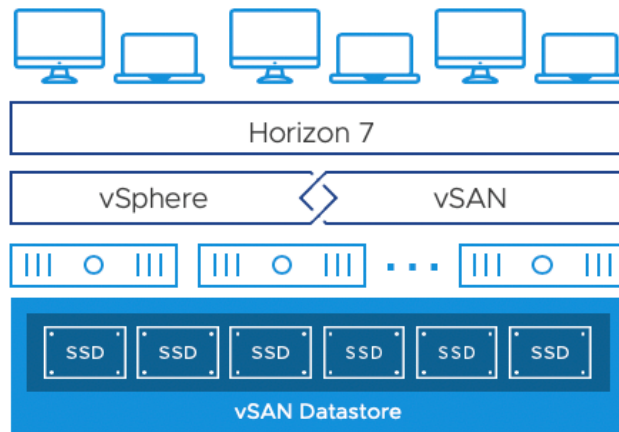 Horizon 7
vSphere vSAN
SSD SSD SSD SSD SSD SSD
vSAN Datastore